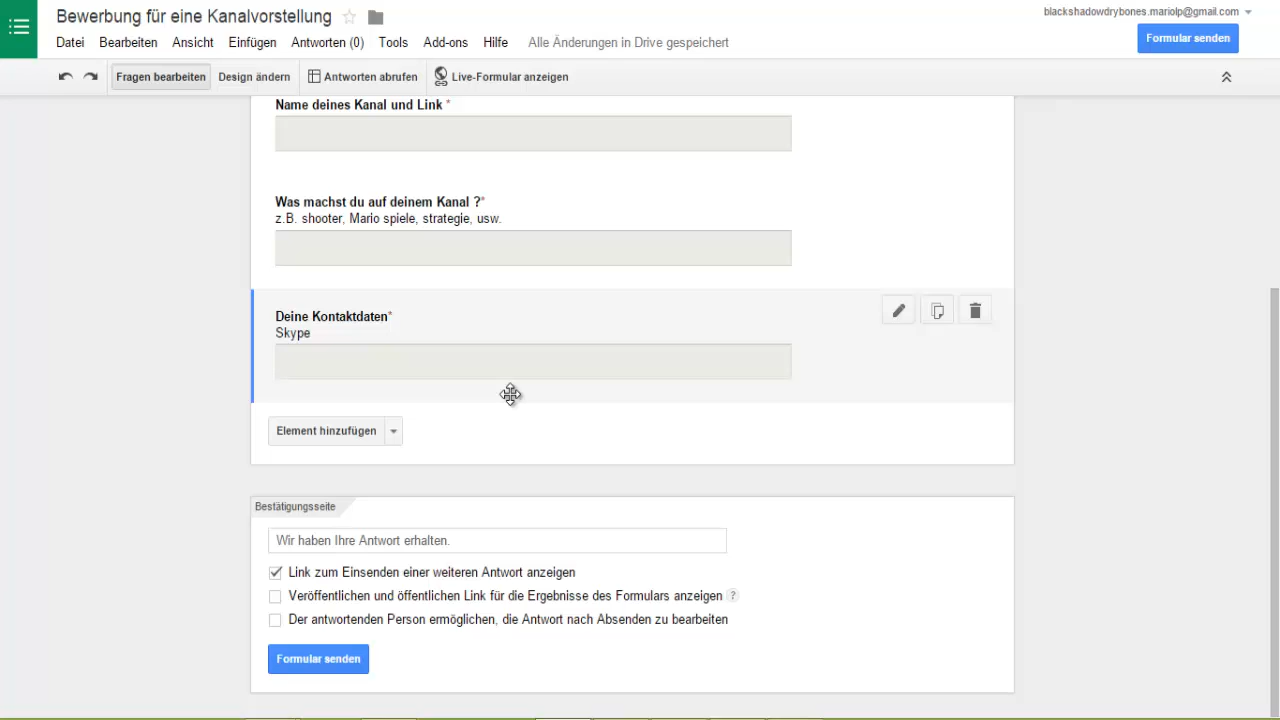 Bewerbung für eine Kanalvorstellung
blackshadowdrybones.mariolp@gmail.com
Datei Bearbeiten Ansicht Einfügen Antworten (0) Tools Add-ons Hilfe Alle Änderungen in Drive gespeichert
Formular senden
Fragen bearbeiten Design ändern Antworten abrufen Live-Formular anzeigen
Name deines Kanal und Link *
Was machst du auf deinem Kanal ?*
z.B. shooter, Mario spiele, strategie, usw.
Deine Kontaktdaten*
Skype
Element hinzufügen
Bestätigungsseite
Wir haben Ihre Antwort erhalten.
Link zum Einsenden einer weiteren Antwort anzeigen
Veröffentlichen und öffentlichen Link für die Ergebnisse des Formulars anzeigen ?
Der antwortenden Person ermöglichen, die Antwort nach Absenden zu bearbeiten
Formular senden